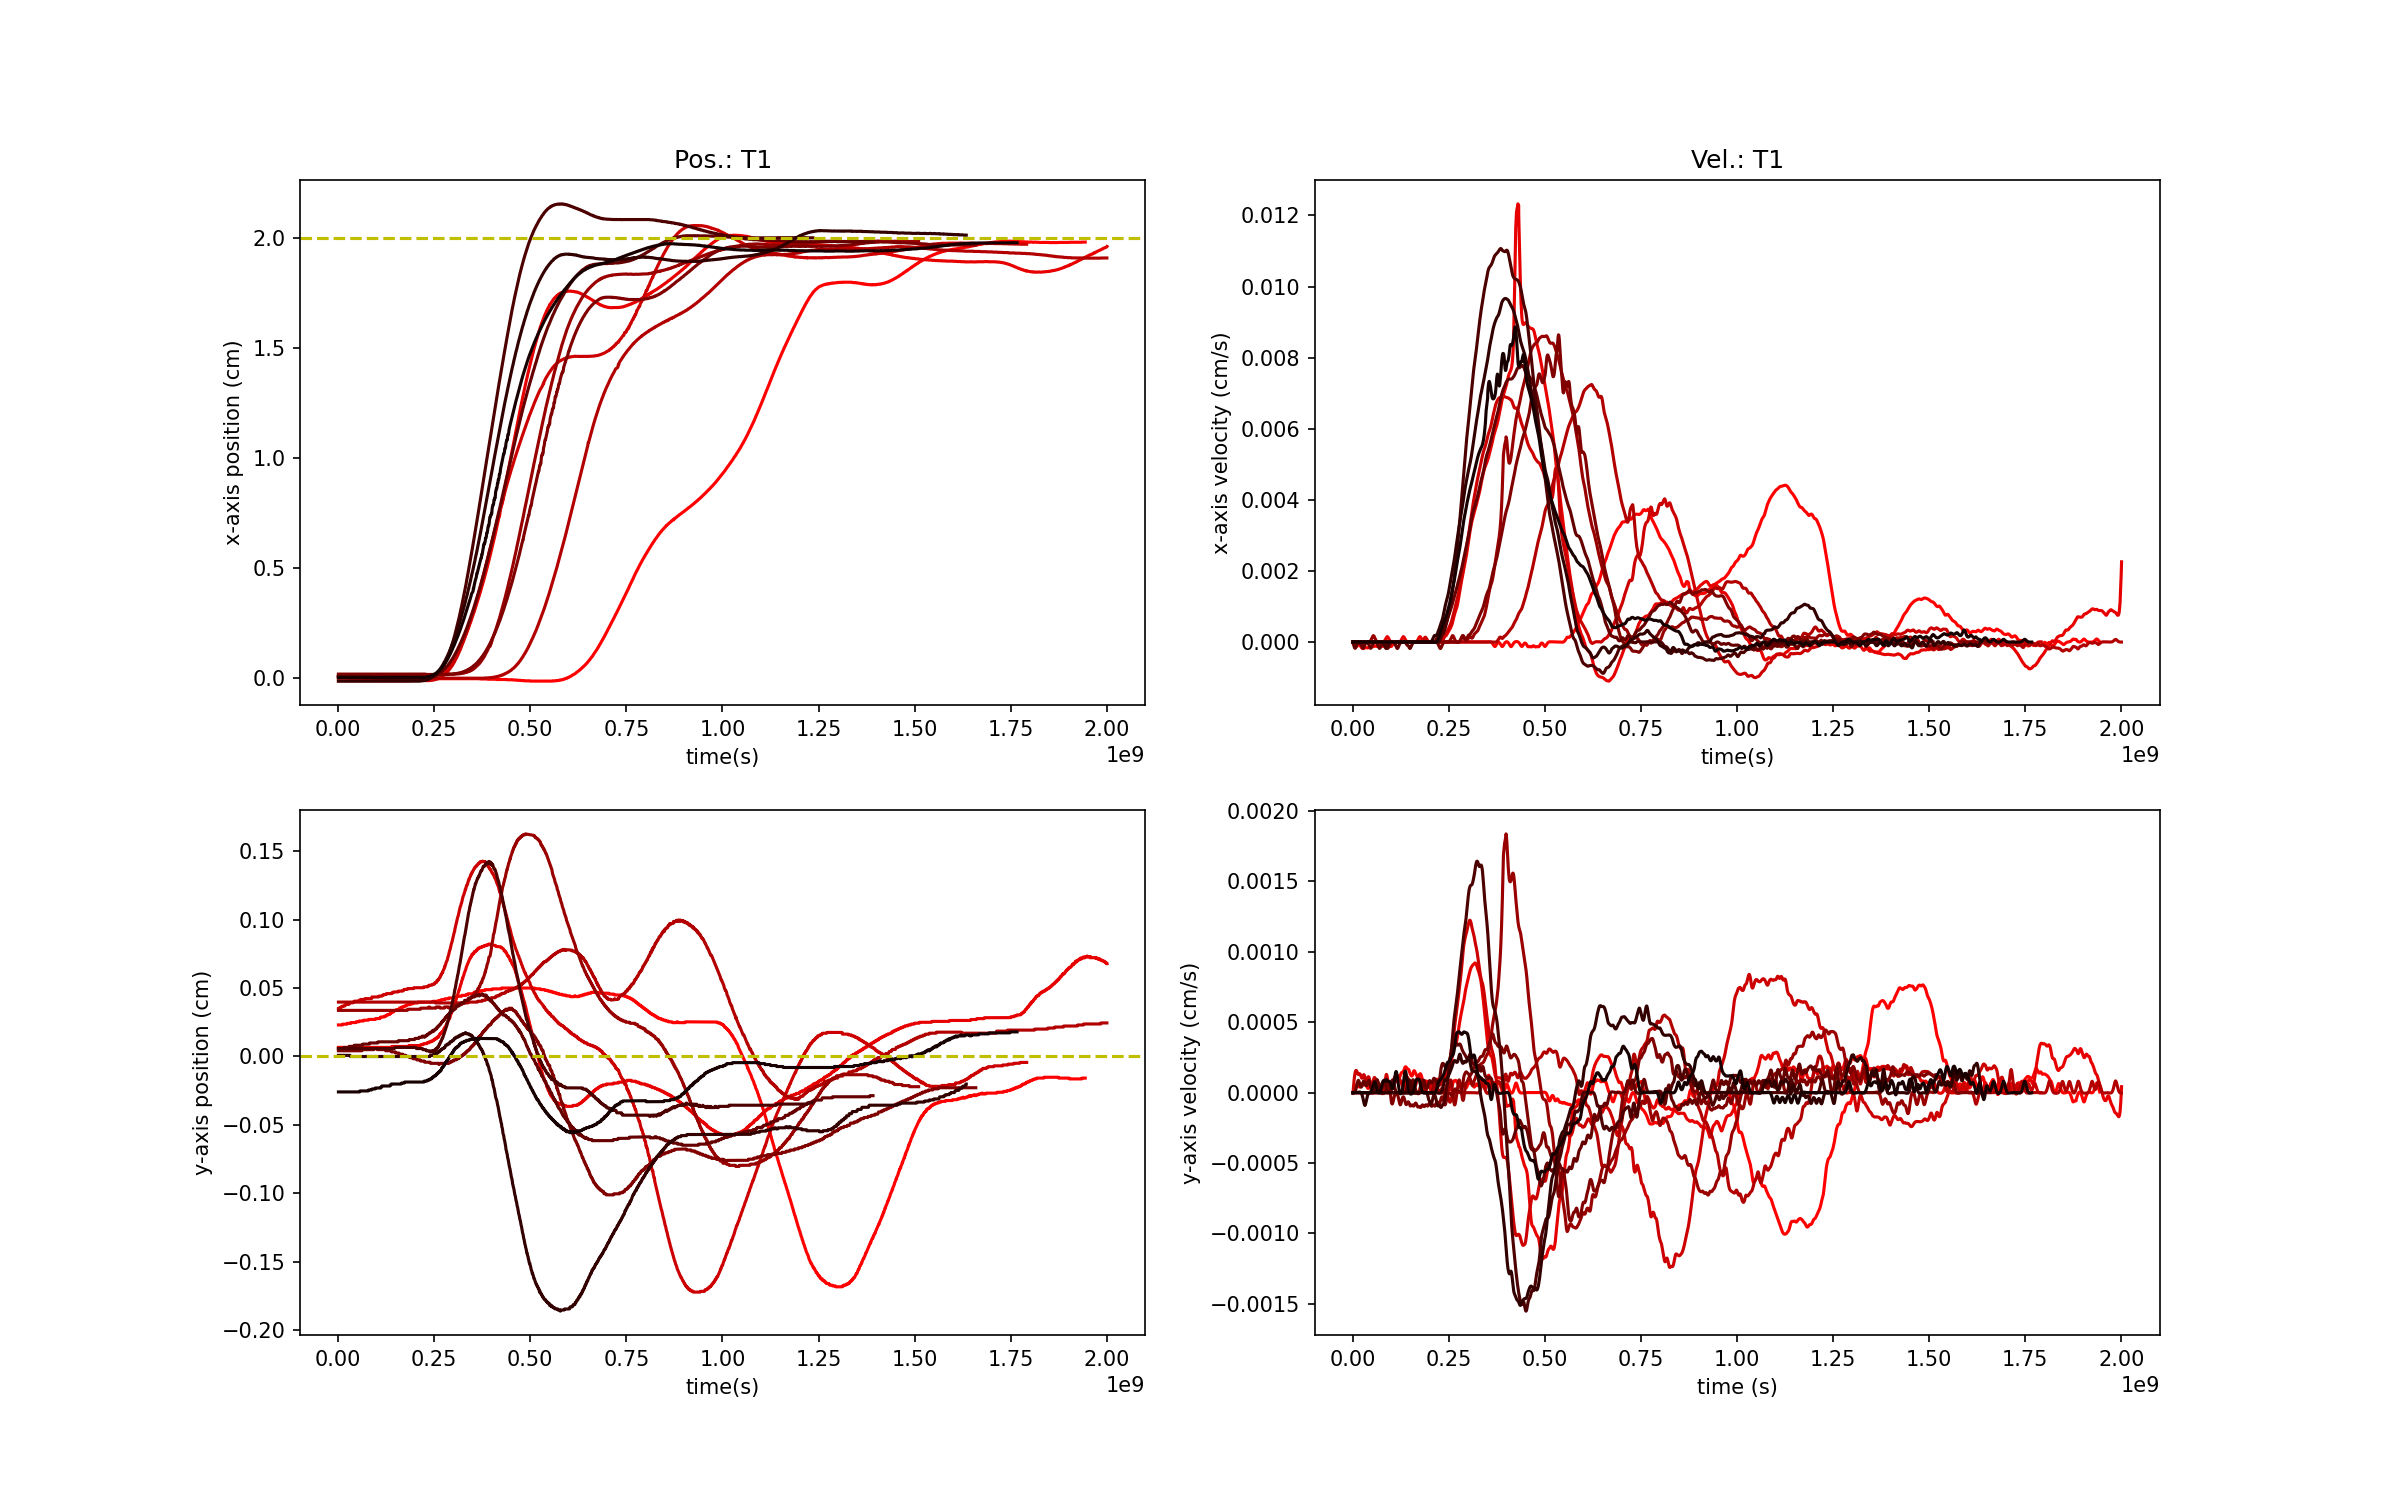 Pos.: T1
2.0
1.5
1.0
0.5
0.0
x-axis position (cm)
0.00 0.25 0.50 0.75 1.00 1.25 1.50 1.75 2.00
time(s)
1e9
Vel.: T1
0.012
0.010
0.008
0.006
0.004
0.002
0.000
x-axis velocity (cm/s)
0.00 0.25 0.50 0.75 1.00 1.25 1.50 1.75 2.00
time(s)
1e9
0.15
0.10
0.05
0.00
−0.05
−0.10
−0.15
−0.20
y-axis position (cm)
0.00 0.25 0.50 0.75 1.00 1.25 1.50 1.75 2.00
time(s)
1e9
0.0020
0.0015
0.0010
0.0005
0.0000
−0.0005
−0.0010
−0.0015
y-axis velocity (cm/s)
0.00 0.25 0.50 0.75 1.00 1.25 1.50 1.75 2.00
time (s)
1e9